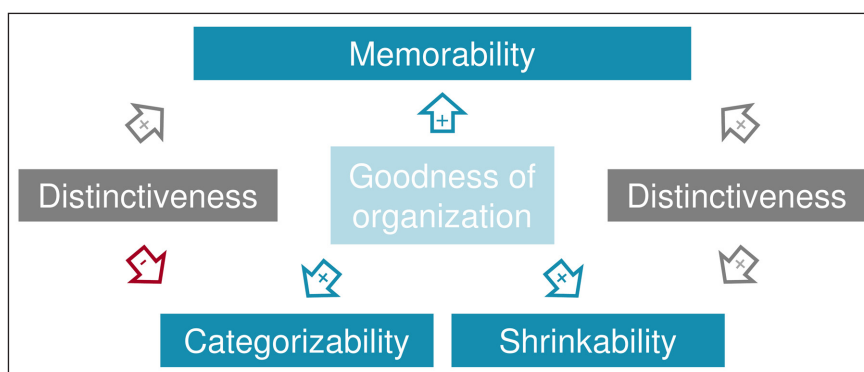 Memorability
+ + +
Distinctiveness
Goodness of
organization
Distinctiveness
- + + +
Categorizability
Shrinkability